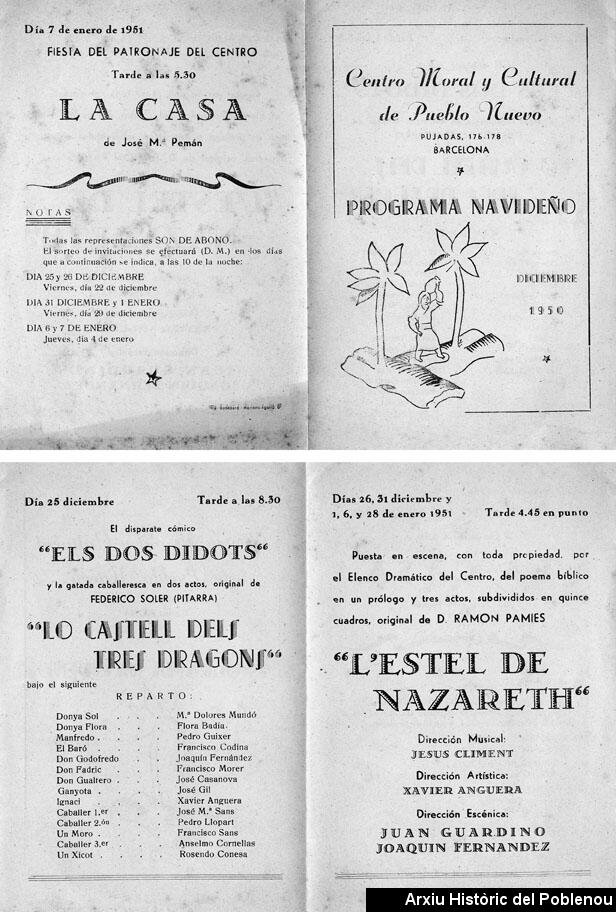 Día 7 de enero de 1951
FIESTA DEL PATRONAJE DEL CENTRO
Tarde a las 5.30
LA CASA
de José M.ª Pemán
NOTAS
Todas las representaciones SON DE ABONO.
El sorteo de invitaciones se efectuará (D. M.) en los días
que a continuación se indica, a las 10 de la noche:
DIA 25 y 26 DE DICIEMBRE
Viernes, día 22 de diciembre
DIA 31 DICIEMBRE y 1 ENERO
Viernes, día 29 de diciembre
DIA 6 y 7 DE ENERO
Jueves, día 4 de enero
Centro Moral y Cultural
de Pueblo Nuevo
PUJADAS, 176-178
BARCELONA
PROGRAMA NAVIDEÑO
DICIEMBRE
1950
Día 25 diciembre Tarde a las 8.30
El disparate cómico
"ELS DOS DIDOTS"
y la gatada caballeresca en dos actos, original de
FEDERICO SOLER (PITARRA)
"LO CASTELL DELS
TRES DRAGONS"
bajo el siguiente
REPARTO:
Donya Sol . . . M.ª Dolores Mundó
Donya Flora . . . Flora Badía
Manfredo . . . Pedro Guixer
El Baró . . . Francisco Codina
Don Godofredo . . Joaquín Fernández
Don Fadric . . . Francisco Morer
Don Gualtero . . . José Casanova
Ganyota . . . José Gil
Ignaci . . . Xavier Anguera
Caballer 1.er . . . José M.ª Sans
Caballer 2.ón . . . Pedro Llopart
Un Moro . . . Francisco Sans
Caballer 3.er . . . Anselmo Cornellas
Un Xicot . . . Rosendo Conesa
Días 26, 31 diciembre y
1, 6, y 28 de enero 1951 Tarde 4.45 en punto
Puesta en escena, con toda propiedad, por
el Elenco Dramático del Centro, del poema bíblico
en un prólogo y tres actos, subdivididos en quince
cuadros, original de D. RAMON PAMIES
"L'ESTEL DE
NAZARETH"
Dirección Musical:
JESUS CLIMENT
Dirección Artística:
XAVIER ANGUERA
Dirección Escénica:
JUAN GUARDINO
JOAQUIN FERNANDEZ
Arxiu Històric del Poblenou